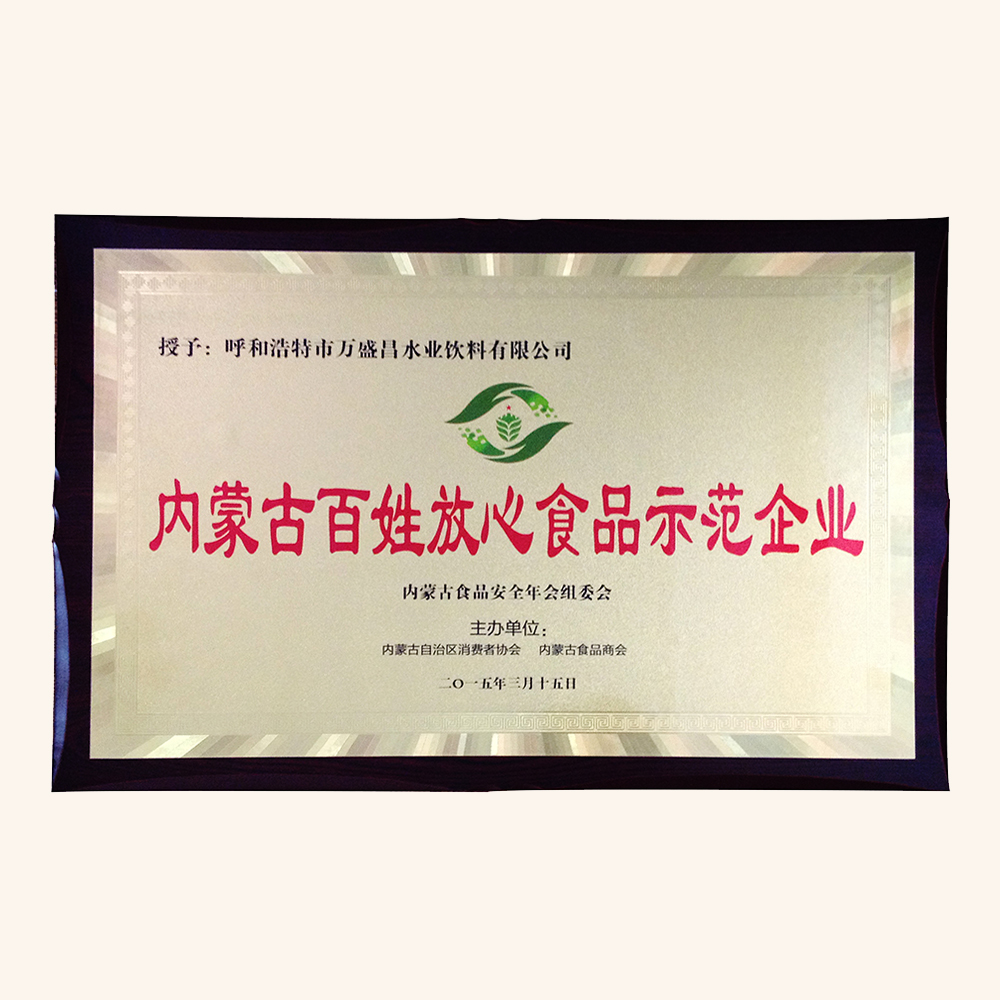 授予：呼和浩特市万盛昌水业饮料有限公司
内蒙古百姓放心食品示范企业
内蒙古食品安全年会组委会
主办单位：
内蒙古自治区消费者协会 内蒙古食品商会
二〇一五年三月十五日